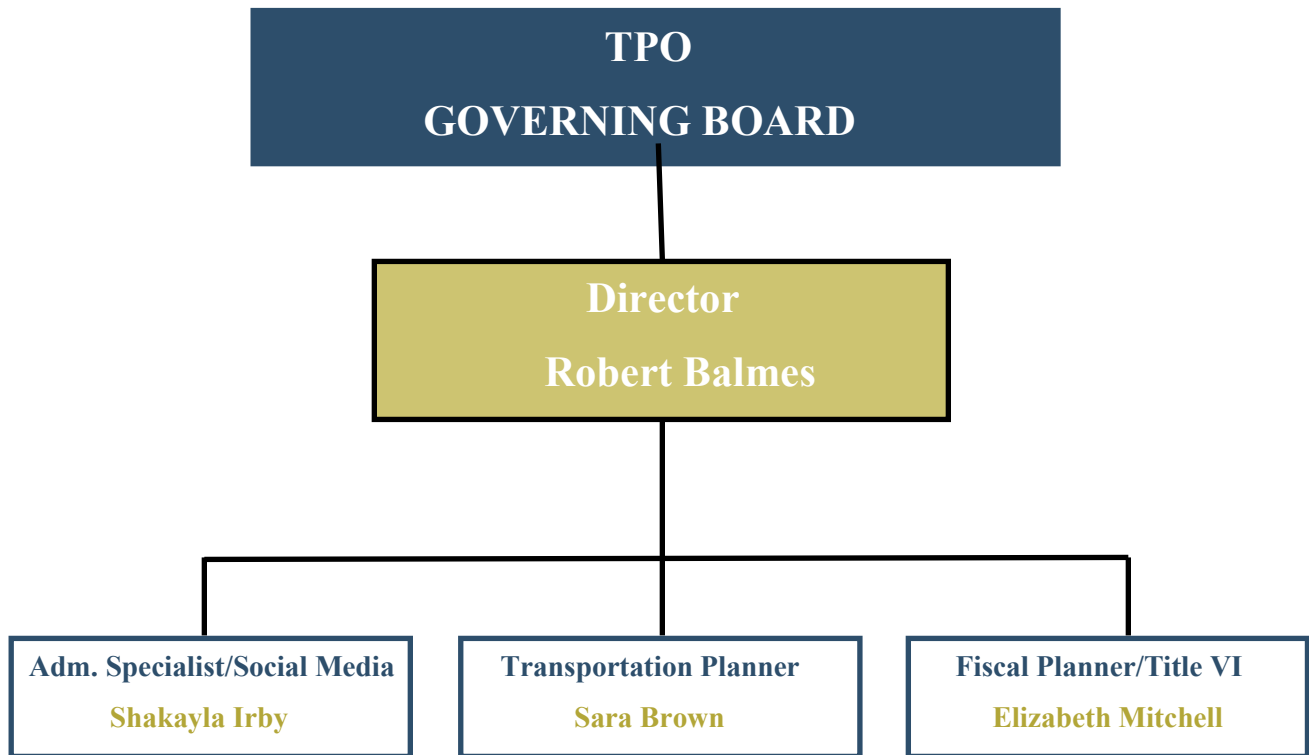 TPO
GOVERNING BOARD
Director
Robert Balmes
Adm. Specialist/Social Media
Shakayla Irby
Transportation Planner
Sara Brown
Fiscal Planner/Title VI
Elizabeth Mitchell